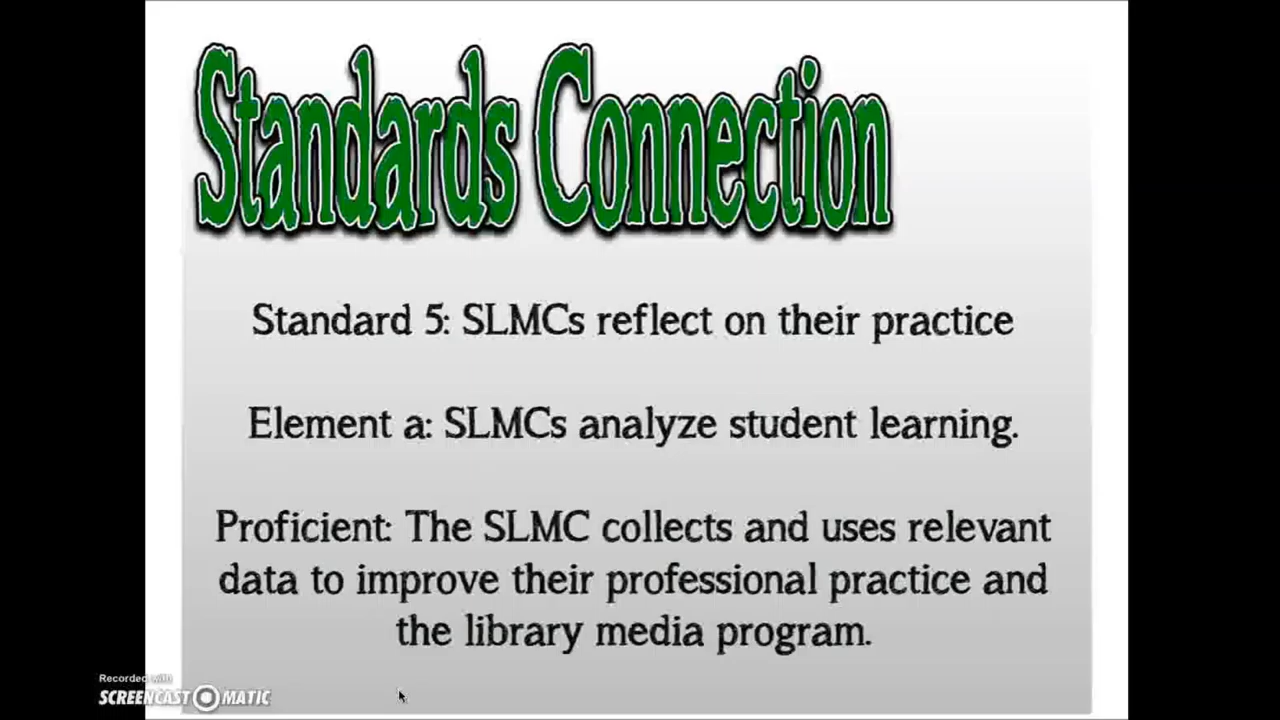 Standards Connection
Standard 5: SLMCs reflect on their practice
Element a: SLMCs analyze student learning.
Proficient: The SLMC collects and uses relevant
data to improve their professional practice and
the library media program.
Recorded with
SCREENCAST MATIC